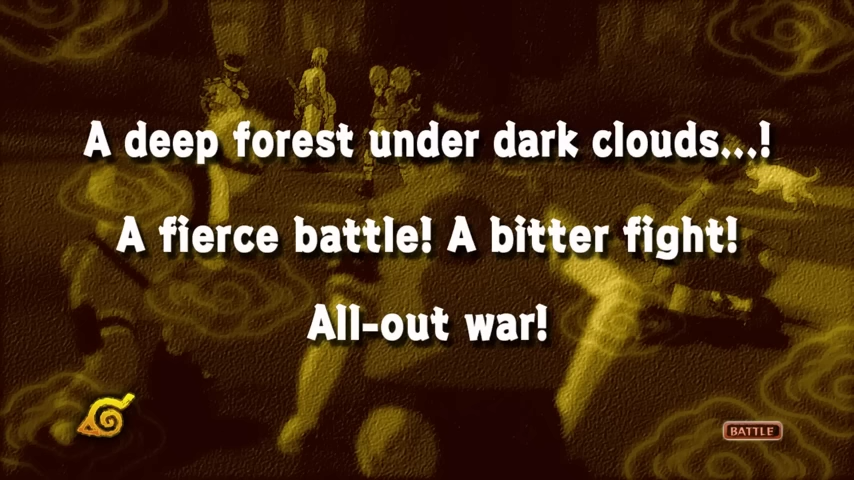 A deep forest under dark clouds...!
A fierce battle! A bitter fight!
All-out war!
BATTLE